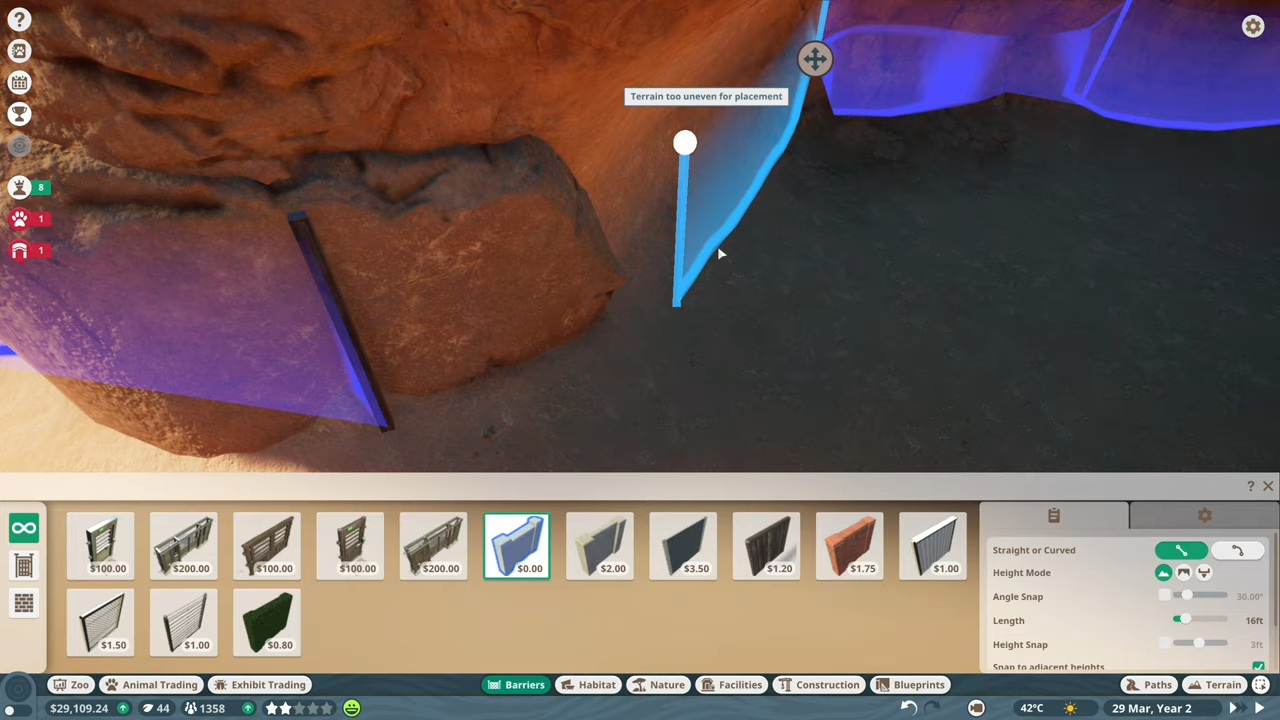 ?
Terrain too uneven for placement
8
1
1
?
$100.00
$200.00
$100.00
$100.00
$200.00
$0.00
$2.00
$3.50
$1.20
$1.75
$1.00
$1.50
$1.00
$0.80
Straight or Curved
Height Mode
Angle Snap 30.00°
Length 16ft
Height Snap 3ft
Snap to adjacent heights
Zoo
Animal Trading
Exhibit Trading
Barriers
Habitat
Nature
Facilities
Construction
Blueprints
Paths
Terrain
$29,109.24
44
1358
42°C
29 Mar, Year 2